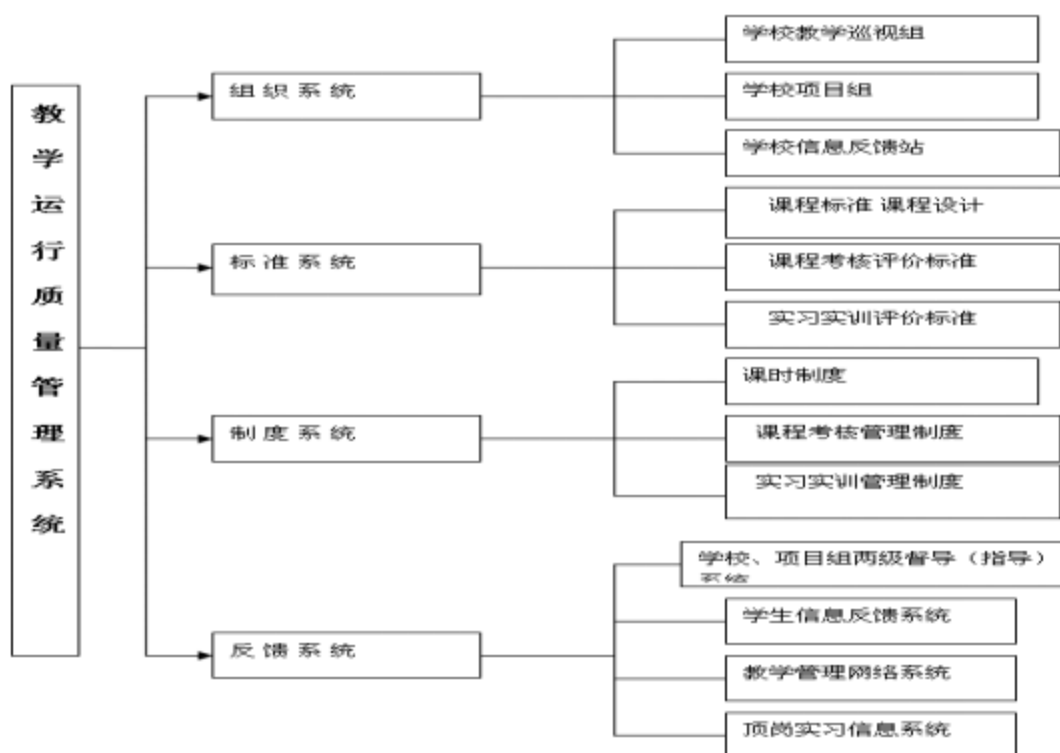 教学运行质量管理系统
组织系统
学校教学巡视组
学校项目组
学校信息反馈站
标准系统
课程标准 课程设计
课程考核评价标准
实习实训评价标准
制度系统
课时制度
课程考核管理制度
实习实训管理制度
反馈系统
学校、项目组两级督导（指导）
系统
学生信息反馈系统
教学管理网络系统
顶岗实习信息系统